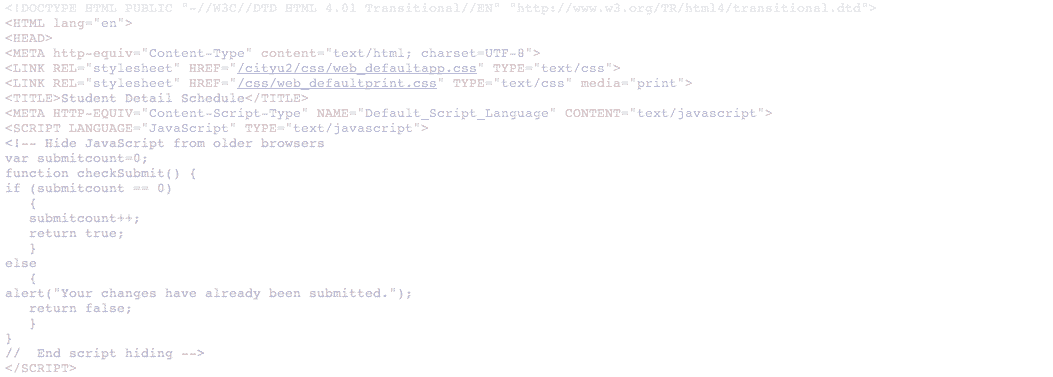 <!DOCTYPE HTML PUBLIC "-//W3C//DTD HTML 4.01 Transitional//EN" "http://www.w3.org/TR/html4/transitional.dtd">
<HTML lang="en">
<HEAD>
<META http-equiv="Content-Type" content="text/html; charset=UTF-8">
<LINK REL="stylesheet" HREF="/cityu2/css/web_defaultapp.css" TYPE="text/css">
<LINK REL="stylesheet" HREF="/css/web_defaultprint.css" TYPE="text/css" media="print">
<TITLE>Student Detail Schedule</TITLE>
<META HTTP-EQUIV="Content-Script-Type" NAME="Default_Script_Language" CONTENT="text/javascript">
<SCRIPT LANGUAGE="JavaScript" TYPE="text/javascript">
<!-- Hide JavaScript from older browsers
var submitcount=0;
function checkSubmit() {
if (submitcount == 0)
   {
   submitcount++;
   return true;
   }
else
   {
alert("Your changes have already been submitted.");
   return false;
   }
}
//  End script hiding -->
</SCRIPT>